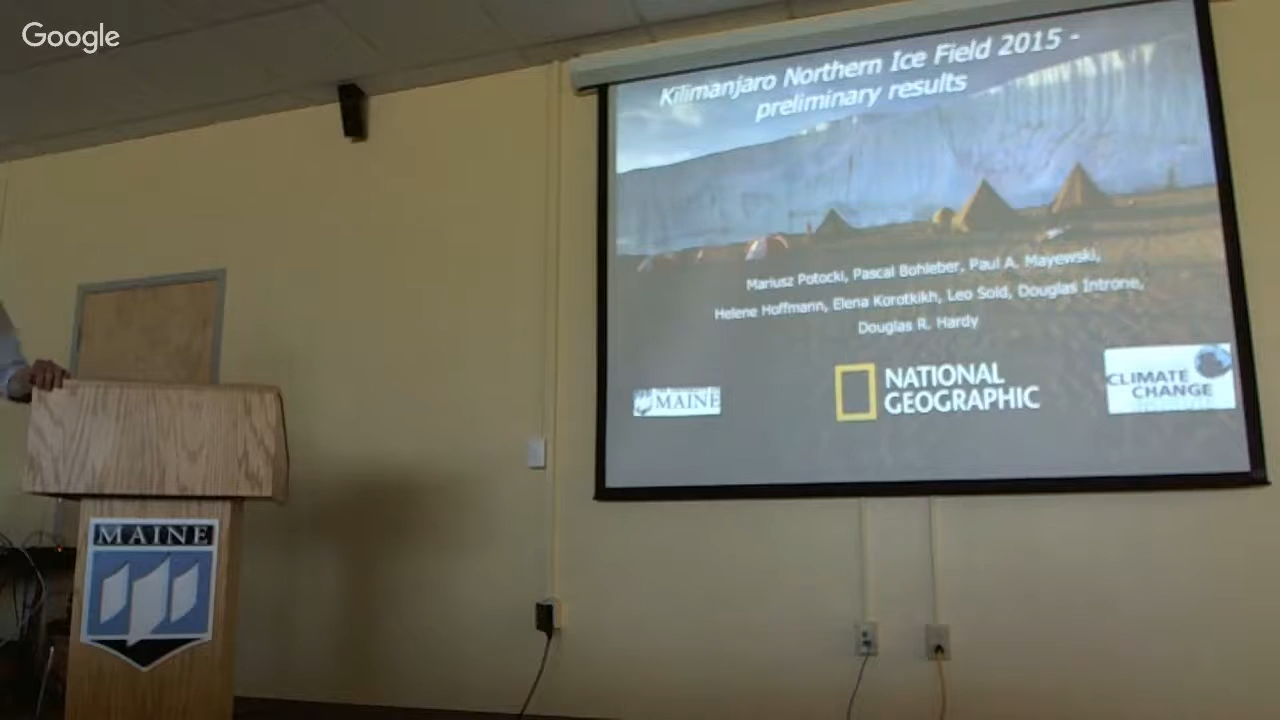 Google
Kilimanjaro Northern Ice Field 2015 -
preliminary results
Mariusz Potocki, Pascal Bohleber, Paul A. Mayewski,
Helene Hoffmann, Elena Korotkikh, Leo Sold, Douglas Introne,
Douglas R. Hardy
MAINE
NATIONAL
GEOGRAPHIC
CLIMATE
CHANGE
MAINE